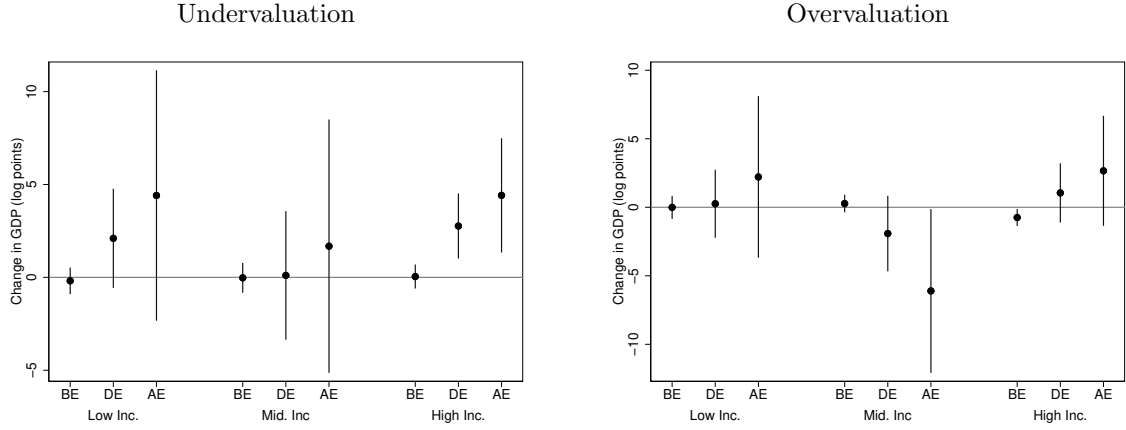 Undervaluation
Change in GDP (log points)
10
5
0
−5
BE DE AE BE DE AE BE DE AE
Low Inc. Mid. Inc High Inc.
Overvaluation
Change in GDP (log points)
10
5
0
−5
−10
BE DE AE BE DE AE BE DE AE
Low Inc. Mid. Inc High Inc.